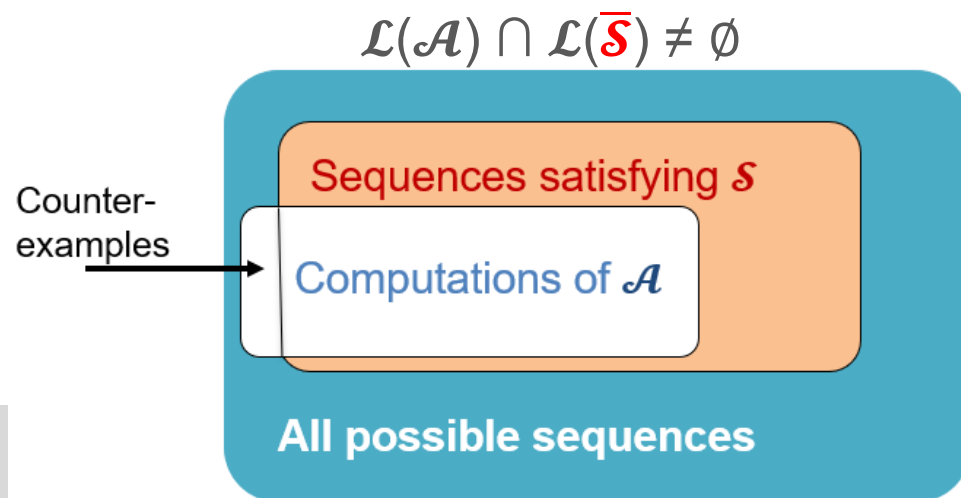 𝓛(𝓐) ∩ 𝓛(𝓢̅) ≠ ∅
Sequences satisfying 𝓢
Counter-
examples
Computations of 𝓐
All possible sequences